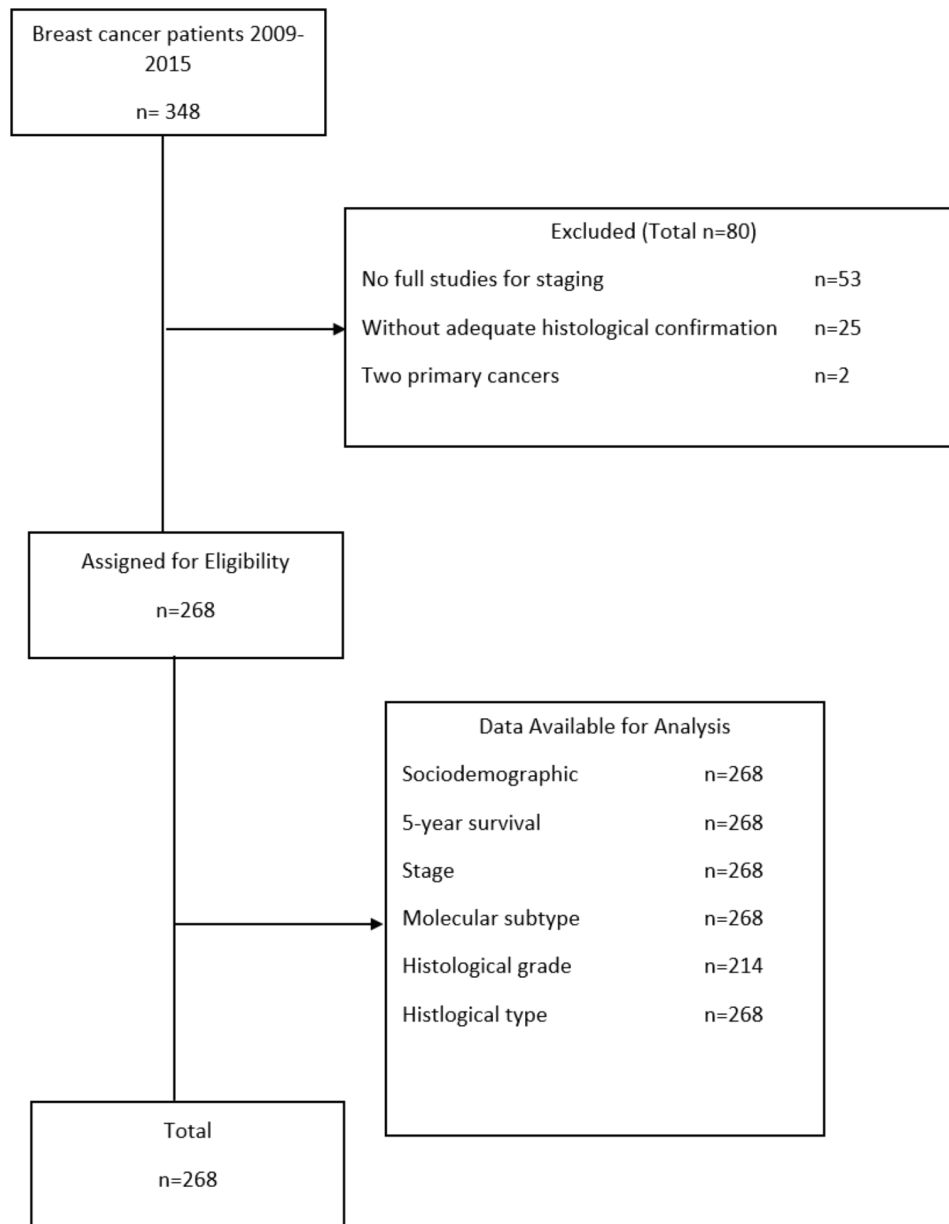 Breast cancer patients 2009-
2015
n= 348
Excluded (Total n=80)
No full studies for staging n=53
Without adequate histological confirmation n=25
Two primary cancers n=2
Assigned for Eligibility
n=268
Data Available for Analysis
Sociodemographic n=268
5-year survival n=268
Stage n=268
Molecular subtype n=268
Histological grade n=214
Histlogical type n=268
Total
n=268